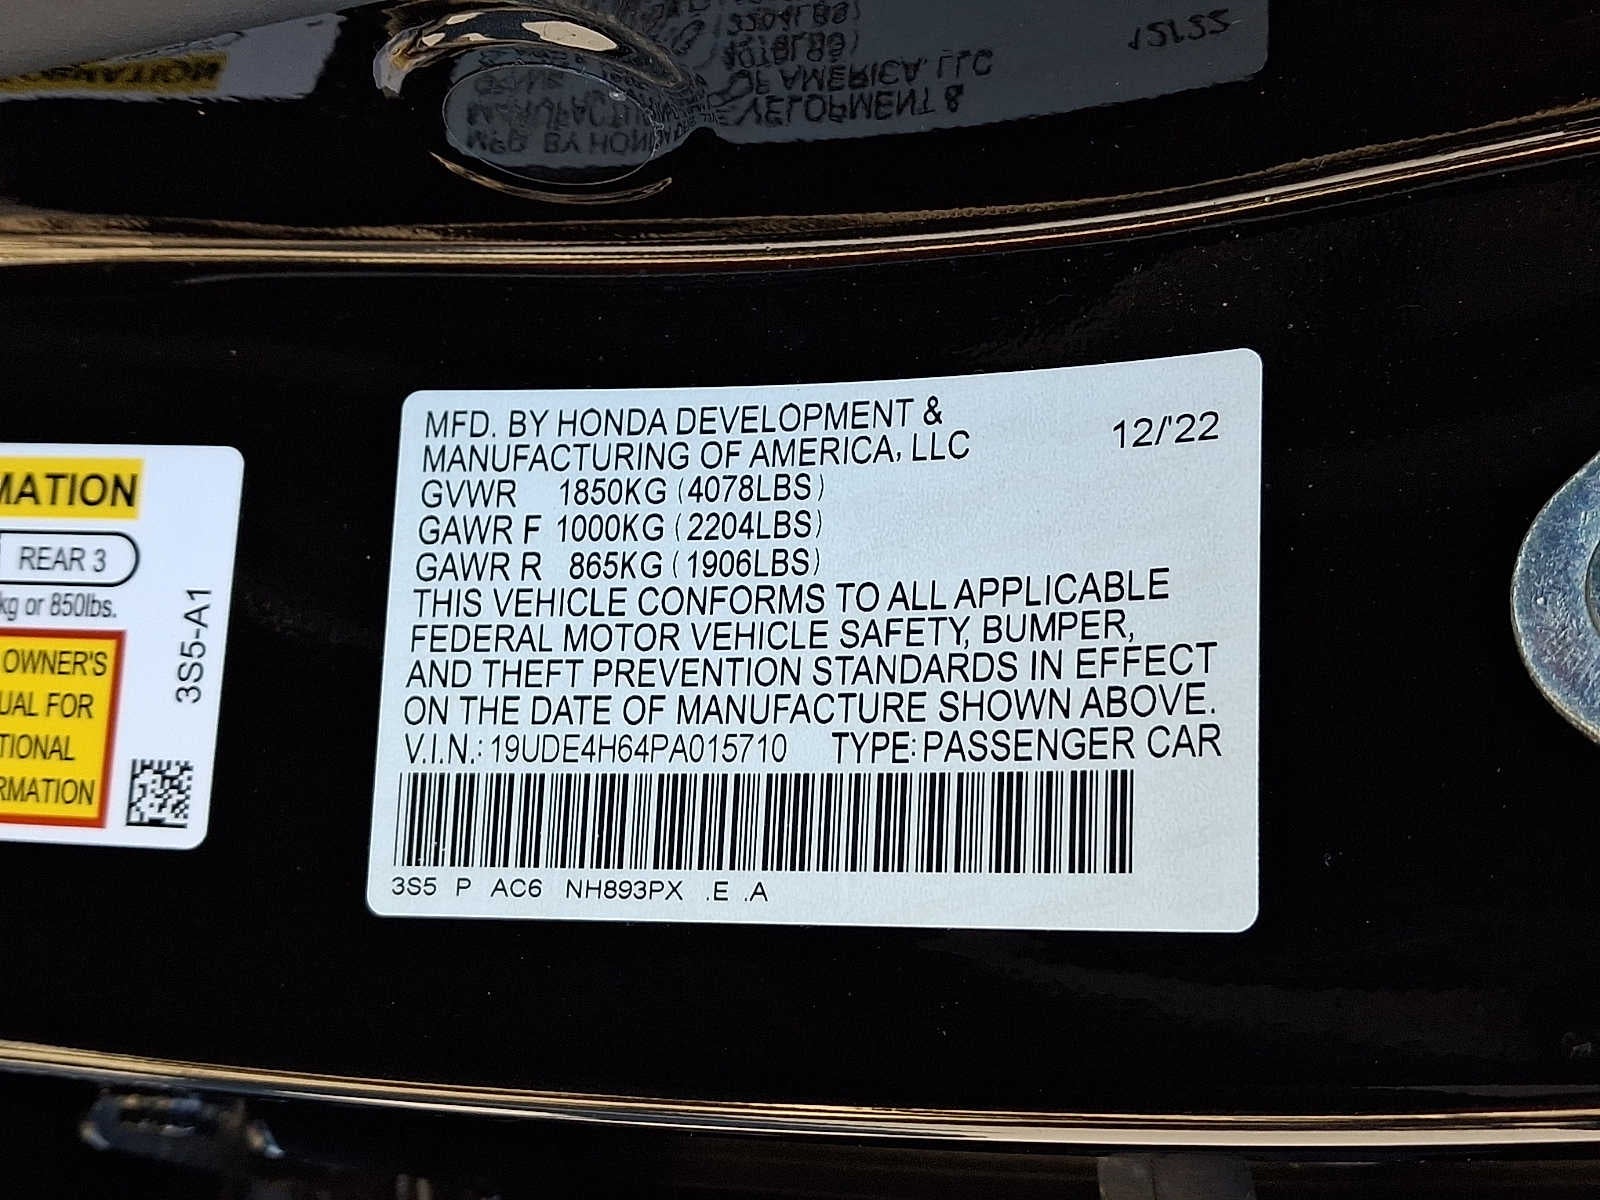 MFD. BY HONDA DEVELOPMENT &
MANUFACTURING OF AMERICA, LLC
12/'22
GVWR 1850KG (4078LBS)
GAWR F 1000KG (2204LBS)
GAWR R 865KG (1906LBS)
THIS VEHICLE CONFORMS TO ALL APPLICABLE
FEDERAL MOTOR VEHICLE SAFETY, BUMPER,
AND THEFT PREVENTION STANDARDS IN EFFECT
ON THE DATE OF MANUFACTURE SHOWN ABOVE.
V.I.N.: 19UDE4H64PA015710 TYPE: PASSENGER CAR
3S5 P AC6 NH893PX .E .A
MATION
REAR 3
kg or 850lbs.
OWNER'S
UAL FOR
TIONAL
RMATION
3S5-A1